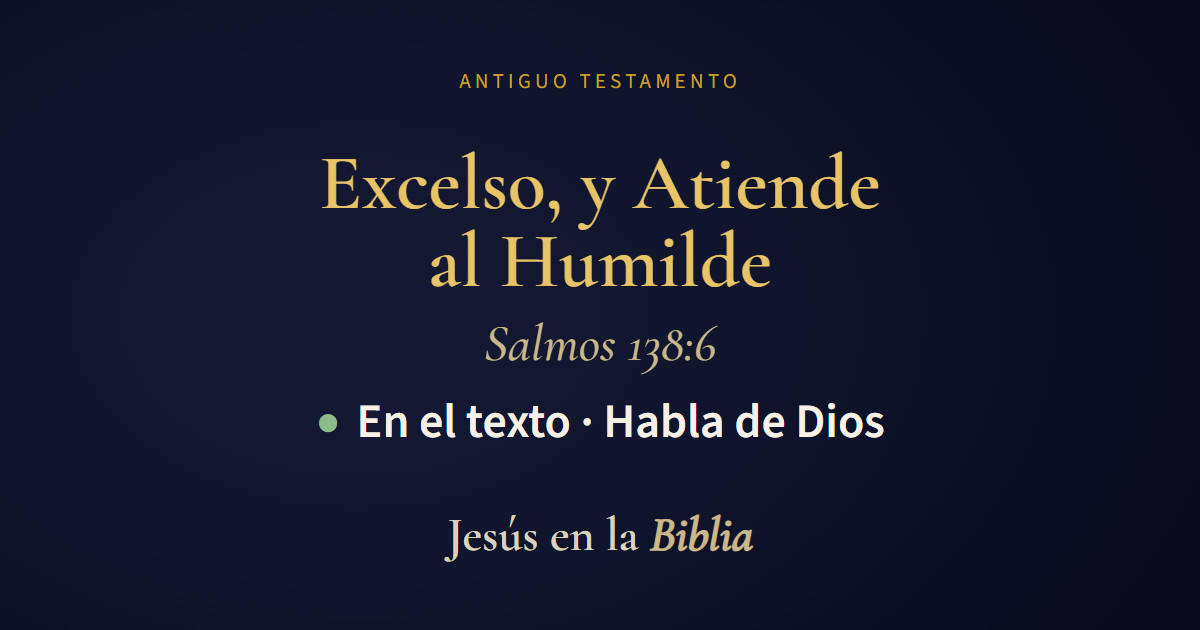 ANTIGUO TESTAMENTO
Excelso, y Atiende
al Humilde
Salmos 138:6
• En el texto · Habla de Dios
Jesús en la Biblia